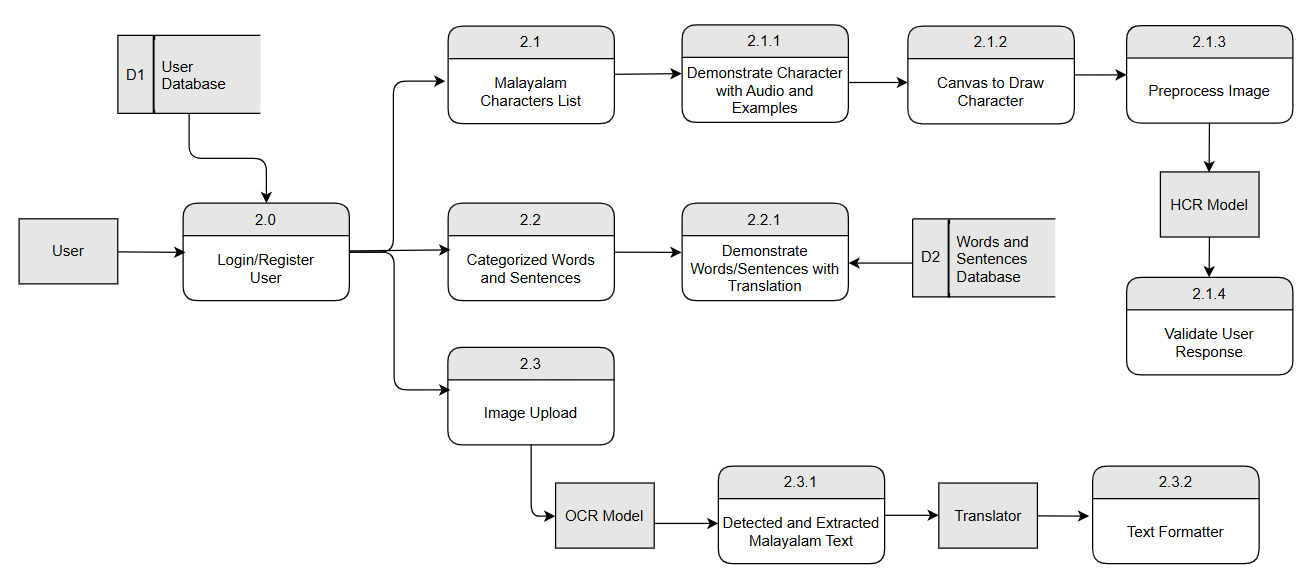 D1
User
Database
User
2.0
Login/Register
User
2.1
Malayalam
Characters List
2.1.1
Demonstrate Character
with Audio and
Examples
2.1.2
Canvas to Draw
Character
2.1.3
Preprocess Image
HCR Model
2.1.4
Validate User
Response
2.2
Categorized Words
and Sentences
2.2.1
Demonstrate
Words/Sentences with
Translation
D2
Words and
Sentences
Database
2.3
Image Upload
OCR Model
2.3.1
Detected and Extracted
Malayalam Text
Translator
2.3.2
Text Formatter